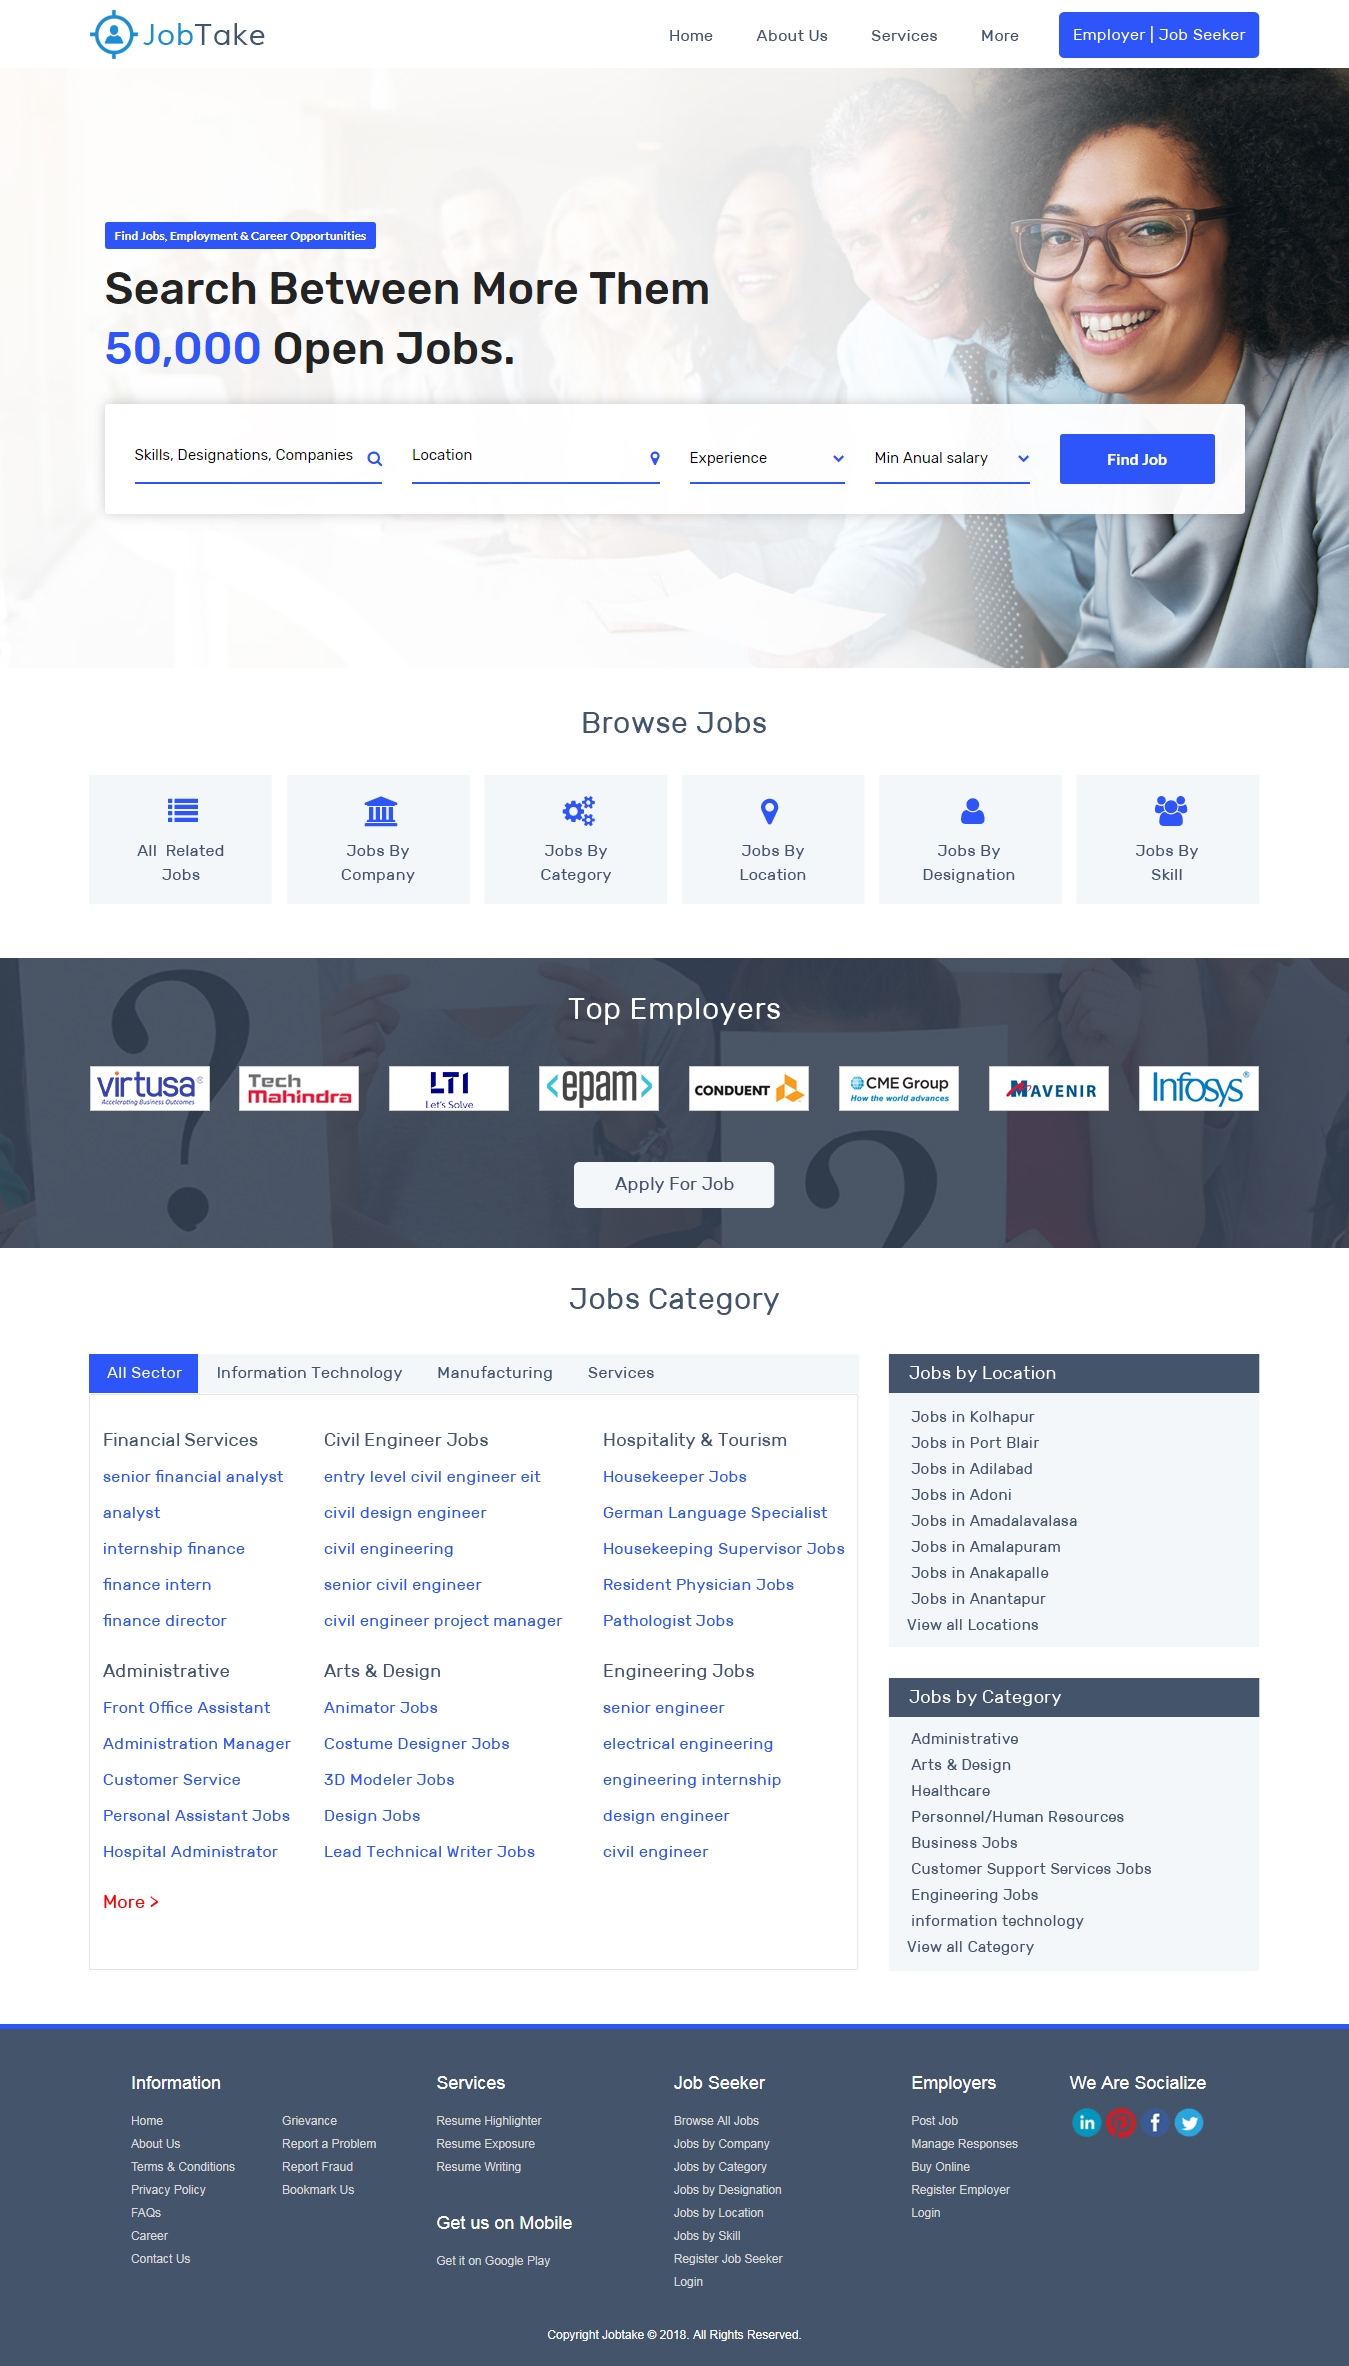 JobTake
Home About Us Services More Employer | Job Seeker
Find Jobs, Employment & Career Opportunities
Search Between More Them
50,000 Open Jobs.
Skills, Designations, Companies Location Experience Min Anual salary Find Job
Browse Jobs
All Related
Jobs
Jobs By
Company
Jobs By
Category
Jobs By
Location
Jobs By
Designation
Jobs By
Skill
Top Employers
virtusa®
Accelerating Business Outcomes
Tech
Mahindra
LTI
Let's Solve
<epam>
CONDUENT
CME Group
How the world advances
MAVENIR
Infosys®
Apply For Job
Jobs Category
All Sector Information Technology Manufacturing Services
Financial Services
senior financial analyst
analyst
internship finance
finance intern
finance director
Civil Engineer Jobs
entry level civil engineer eit
civil design engineer
civil engineering
senior civil engineer
civil engineer project manager
Hospitality & Tourism
Housekeeper Jobs
German Language Specialist
Housekeeping Supervisor Jobs
Resident Physician Jobs
Pathologist Jobs
Administrative
Front Office Assistant
Administration Manager
Customer Service
Personal Assistant Jobs
Hospital Administrator
Arts & Design
Animator Jobs
Costume Designer Jobs
3D Modeler Jobs
Design Jobs
Lead Technical Writer Jobs
Engineering Jobs
senior engineer
electrical engineering
engineering internship
design engineer
civil engineer
More >
Jobs by Location
Jobs in Kolhapur
Jobs in Port Blair
Jobs in Adilabad
Jobs in Adoni
Jobs in Amadalavalasa
Jobs in Amalapuram
Jobs in Anakapalle
Jobs in Anantapur
View all Locations
Jobs by Category
Administrative
Arts & Design
Healthcare
Personnel/Human Resources
Business Jobs
Customer Support Services Jobs
Engineering Jobs
information technology
View all Category
Information
Home
About Us
Terms & Conditions
Privacy Policy
FAQs
Career
Contact Us
Grievance
Report a Problem
Report Fraud
Bookmark Us
Services
Resume Highlighter
Resume Exposure
Resume Writing
Get us on Mobile
Get it on Google Play
Job Seeker
Browse All Jobs
Jobs by Company
Jobs by Category
Jobs by Designation
Jobs by Location
Jobs by Skill
Register Job Seeker
Login
Employers
Post Job
Manage Responses
Buy Online
Register Employer
Login
We Are Socialize
Copyright Jobtake © 2018. All Rights Reserved.